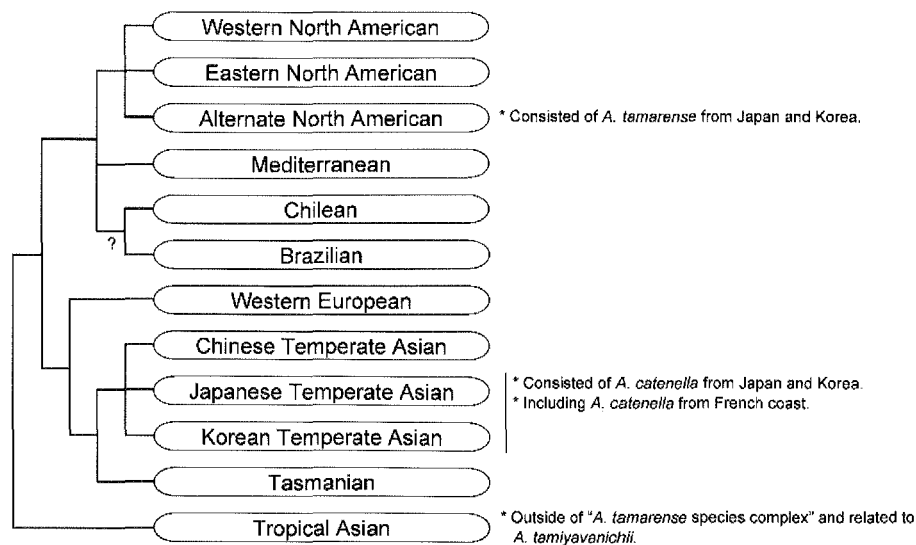 Western North American
Eastern North American
Alternate North American
* Consisted of A. tamarense from Japan and Korea.
Mediterranean
Chilean
?
Brazilian
Western European
Chinese Temperate Asian
Japanese Temperate Asian
* Consisted of A. catenella from Japan and Korea.
* Including A. catenella from French coast.
Korean Temperate Asian
Tasmanian
Tropical Asian
* Outside of "A. tamarense species complex" and related to
A. tamiyavanichii.